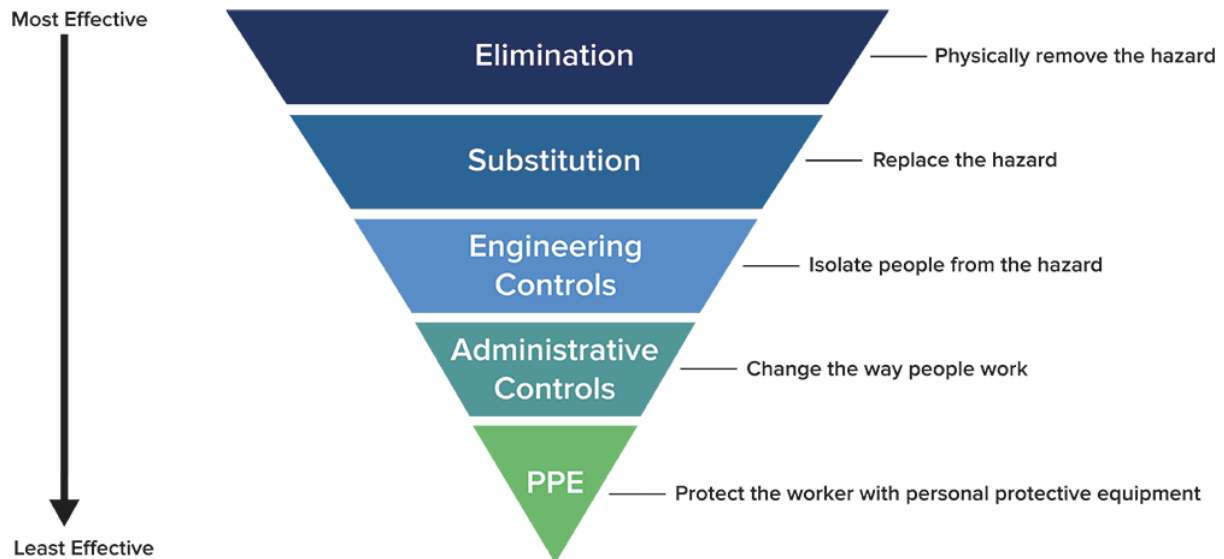 Most Effective
Elimination
Physically remove the hazard
Substitution
Replace the hazard
Engineering
Controls
Isolate people from the hazard
Administrative
Controls
Change the way people work
PPE
Protect the worker with personal protective equipment
Least Effective